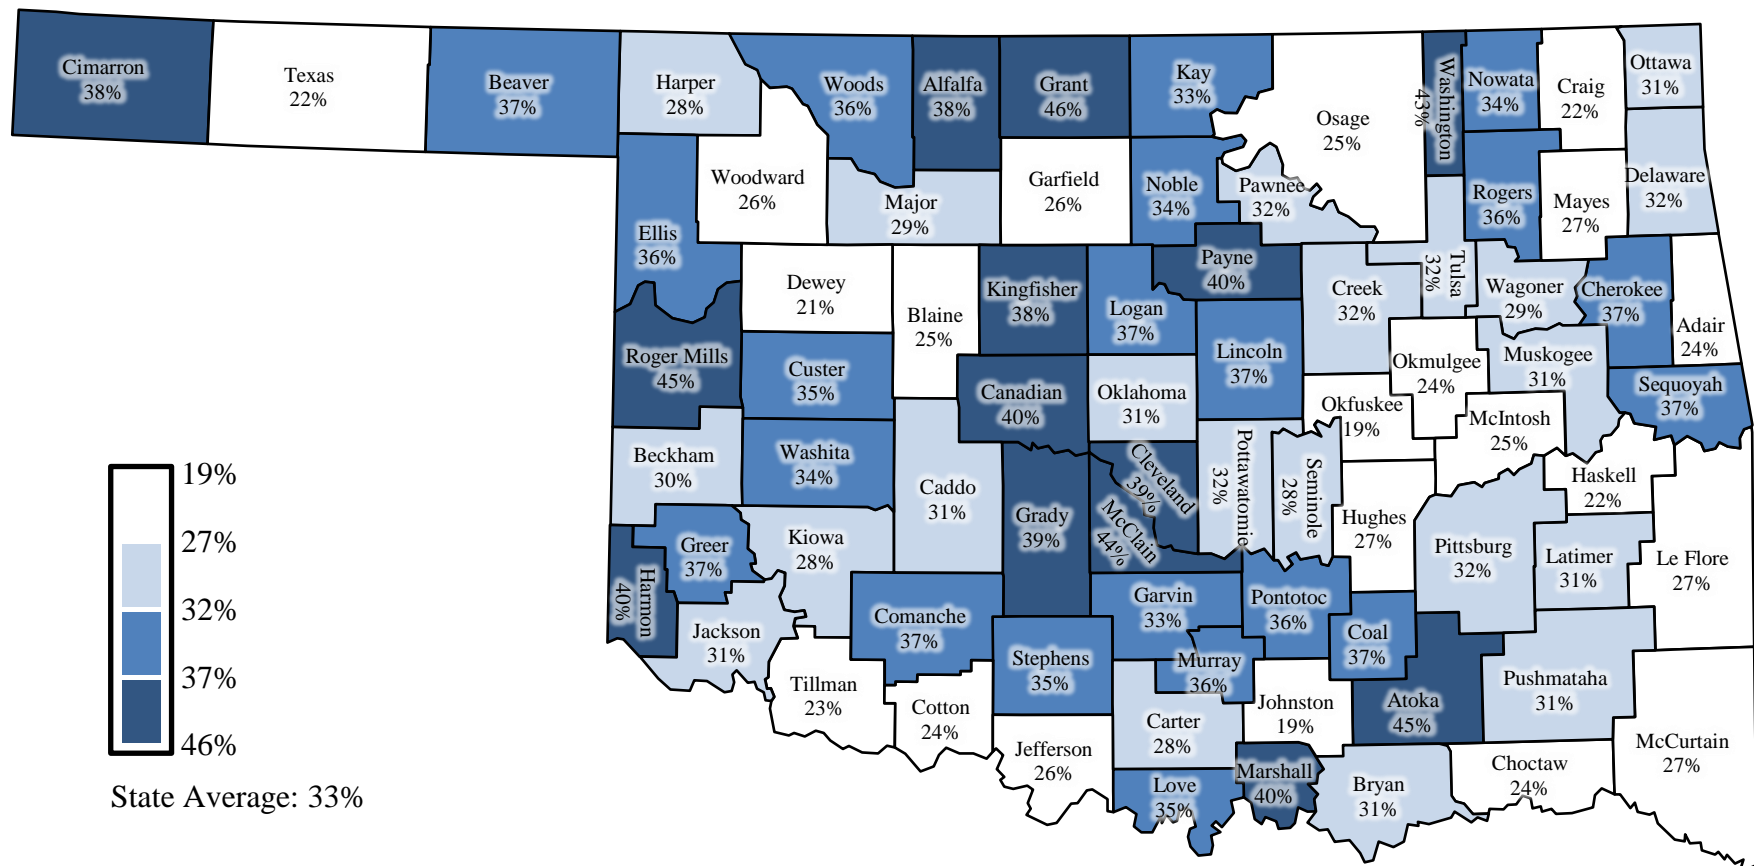 Cimarron
38%
Texas
22%
Beaver
37%
Harper
28%
Woods
36%
Alfalfa
38%
Grant
46%
Kay
33%
Osage
25%
Washington
43%
Nowata
34%
Craig
22%
Ottawa
31%
Woodward
26%
Major
29%
Garfield
26%
Noble
34%
Pawnee
32%
Rogers
36%
Mayes
27%
Delaware
32%
Ellis
36%
Dewey
21%
Blaine
25%
Kingfisher
38%
Logan
37%
Payne
40%
Creek
32%
Tulsa
32%
Wagoner
29%
Cherokee
37%
Adair
24%
Roger Mills
45%
Custer
35%
Canadian
40%
Oklahoma
31%
Lincoln
37%
Okmulgee
24%
Muskogee
31%
Sequoyah
37%
Okfuskee
19%
McIntosh
25%
Beckham
30%
Washita
34%
Caddo
31%
Grady
39%
Cleveland
39%
McClain
44%
Pottawatomie
32%
Seminole
28%
Hughes
27%
Haskell
22%
Pittsburg
32%
Latimer
31%
Le Flore
27%
Harmon
40%
Greer
37%
Kiowa
28%
Jackson
31%
Comanche
37%
Garvin
33%
Pontotoc
36%
Coal
37%
Stephens
35%
Murray
36%
Tillman
23%
Cotton
24%
Johnston
19%
Atoka
45%
Pushmataha
31%
Carter
28%
Jefferson
26%
Love
35%
Marshall
40%
Bryan
31%
Choctaw
24%
McCurtain
27%
19%
27%
32%
37%
46%
State Average: 33%